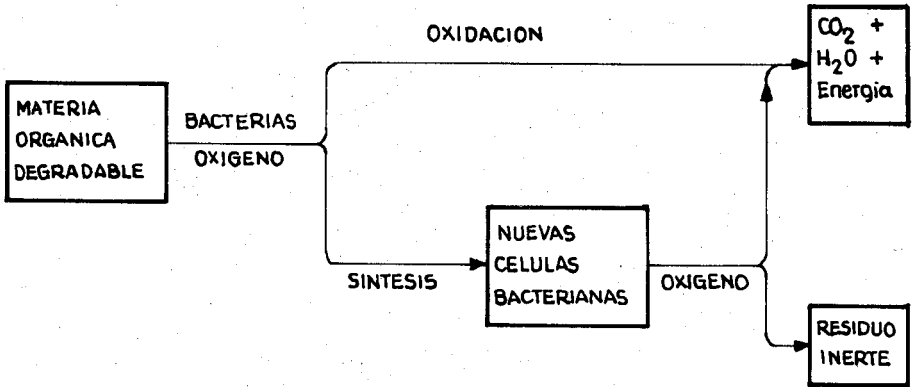 OXIDACION
CO2 +
H2O +
Energia
MATERIA
ORGANICA
DEGRADABLE
BACTERIAS
OXIGENO
NUEVAS
CELULAS
BACTERIANAS
SINTESIS
OXIGENO
RESIDUO
INERTE